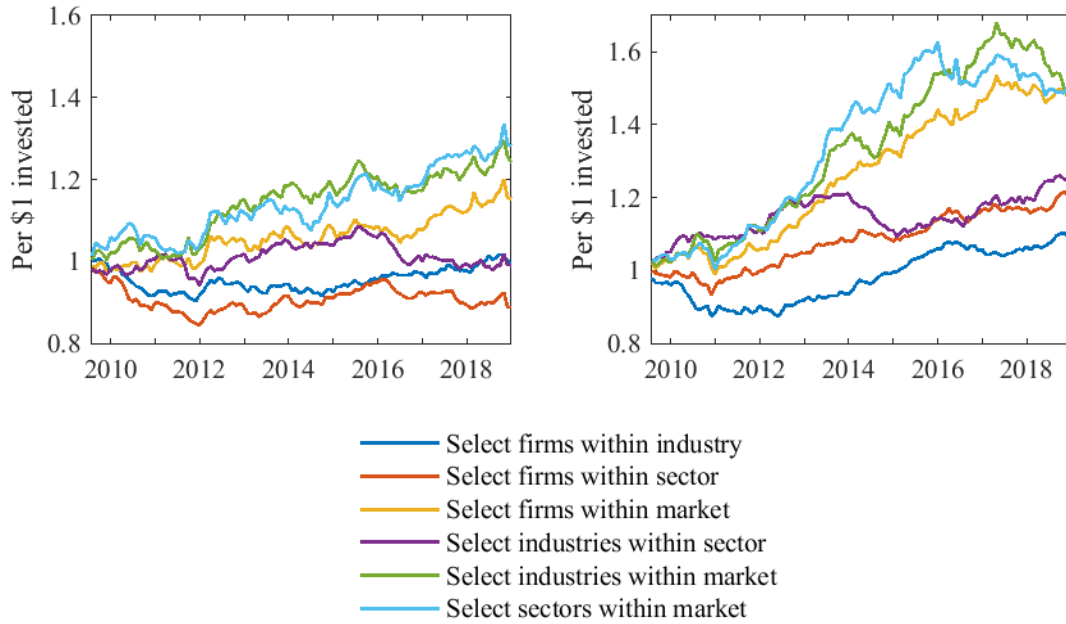 Per $1 invested
1.6
1.4
1.2
1
0.8
2010 2012 2014 2016 2018
Per $1 invested
1.6
1.4
1.2
1
0.8
2010 2012 2014 2016 2018
Select firms within industry
Select firms within sector
Select firms within market
Select industries within sector
Select industries within market
Select sectors within market